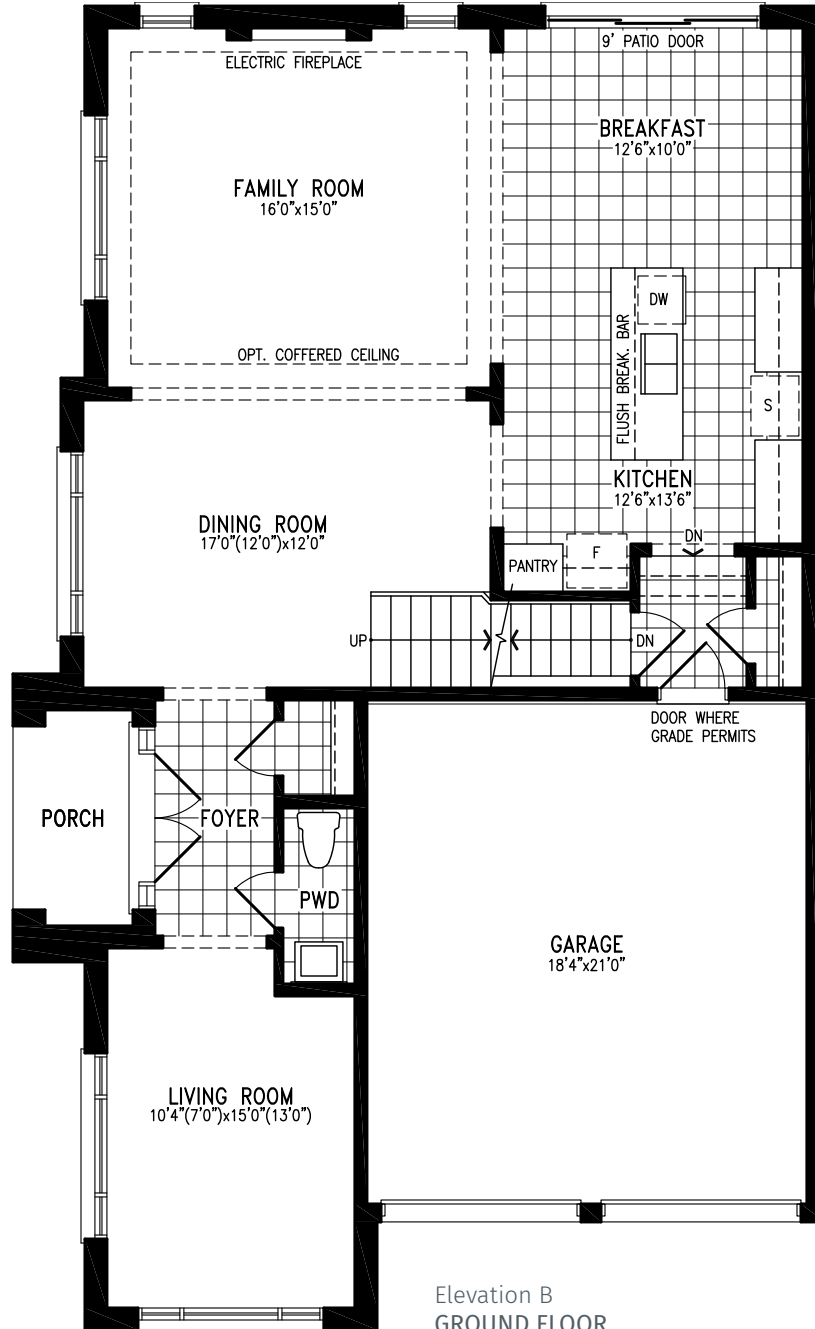 9' PATIO DOOR
ELECTRIC FIREPLACE
BREAKFAST
12'6"x10'0"
FAMILY ROOM
16'0"x15'0"
DW
FLUSH BREAK. BAR
OPT. COFFERED CEILING
S
KITCHEN
12'6"x13'6"
DINING ROOM
17'0"(12'0")x12'0"
DN
F
PANTRY
UP
DN
DOOR WHERE
GRADE PERMITS
PORCH
FOYER
PWD
GARAGE
18'4"x21'0"
LIVING ROOM
10'4"(7'0")x15'0"(13'0")
Elevation B
GROUND FLOOR